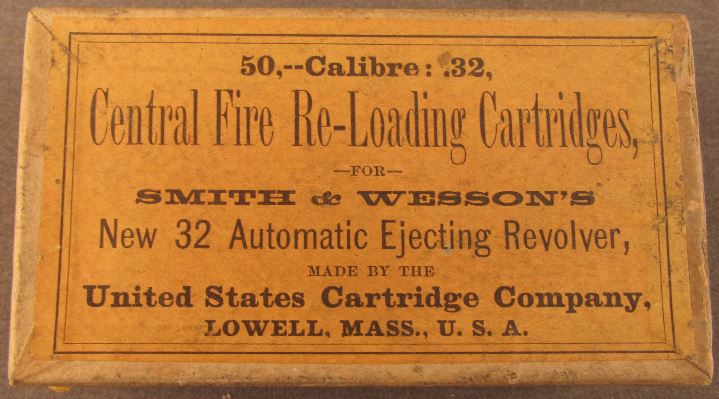 50,--Calibre: .32,
Central Fire Re-Loading Cartridges,
—FOR—
SMITH & WESSON'S
New 32 Automatic Ejecting Revolver,
MADE BY THE
United States Cartridge Company,
LOWELL, MASS., U. S. A.